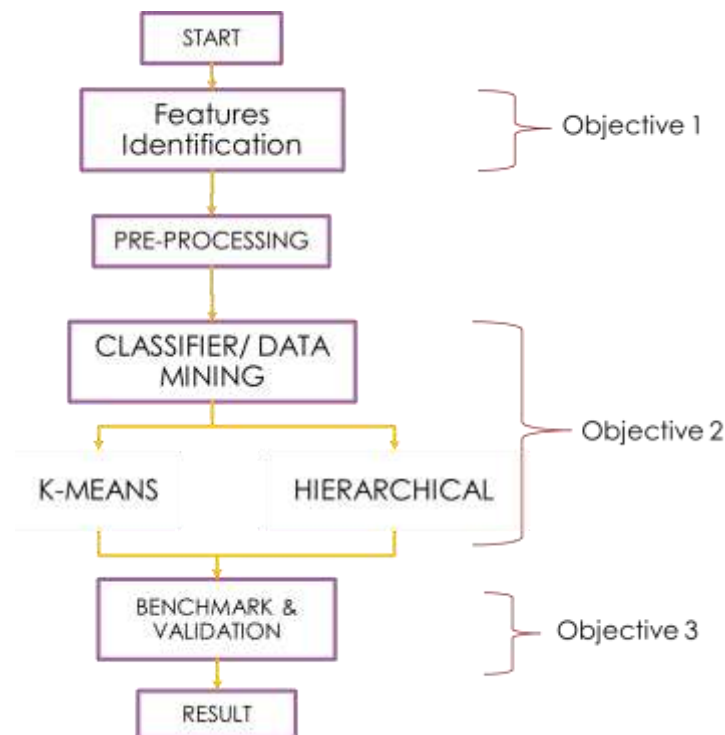 START
Features
Identification
Objective 1
PRE-PROCESSING
CLASSIFIER/ DATA
MINING
Objective 2
K-MEANS
HIERARCHICAL
BENCHMARK &
VALIDATION
Objective 3
RESULT